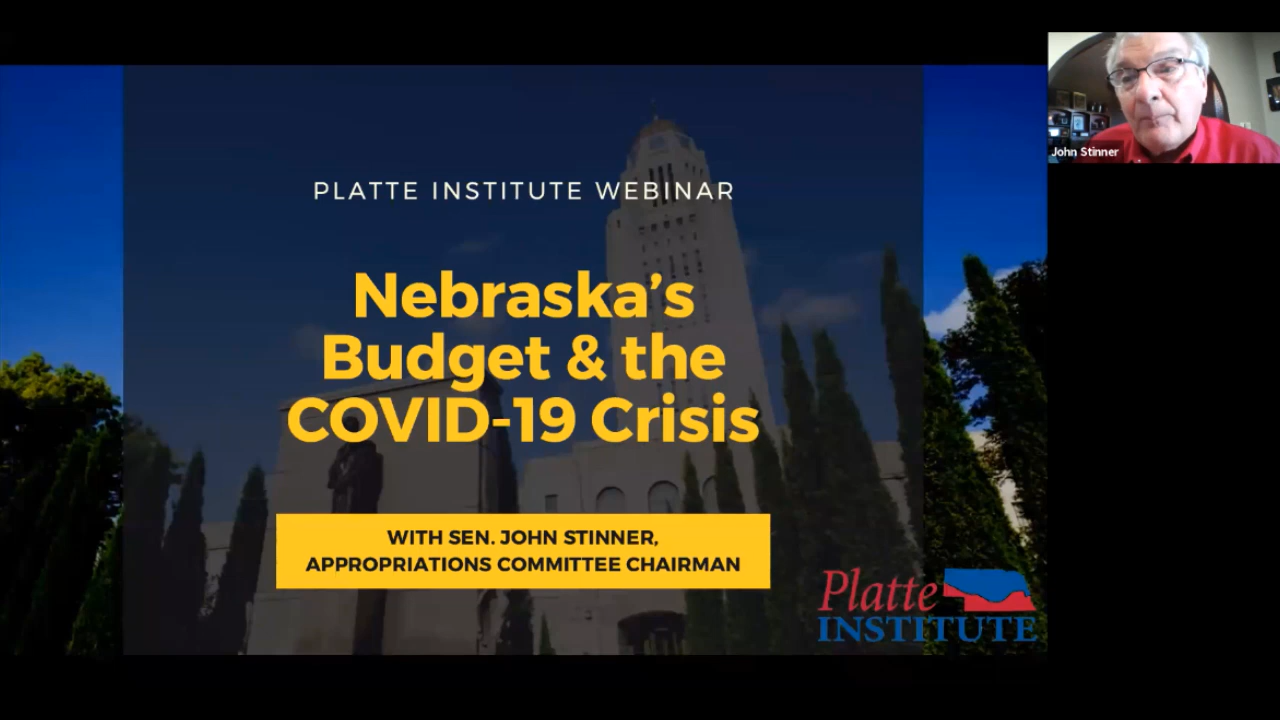 PLATTE INSTITUTE WEBINAR
Nebraska's
Budget & the
COVID-19 Crisis
WITH SEN. JOHN STINNER,
APPROPRIATIONS COMMITTEE CHAIRMAN
Platte
INSTITUTE
John Stinner